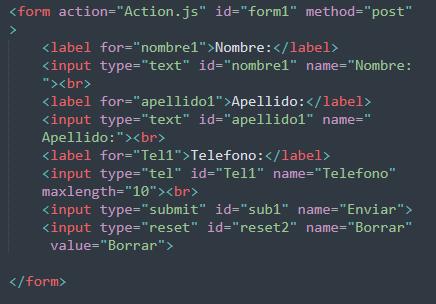 <form action="Action.js" id="form1" method="post"
>
<label for="nombre1">Nombre:</label>
<input type="text" id="nombre1" name="Nombre:
"><br>
<label for="apellido1">Apellido:</label>
<input type="text" id="apellido1" name="
Apellido:"><br>
<label for="Tel1">Telefono:</label>
<input type="tel" id="Tel1" name="Telefono"
maxlength="10"><br>
<input type="submit" id="sub1" name="Enviar">
<input type="reset" id="reset2" name="Borrar"
value="Borrar">
</form>